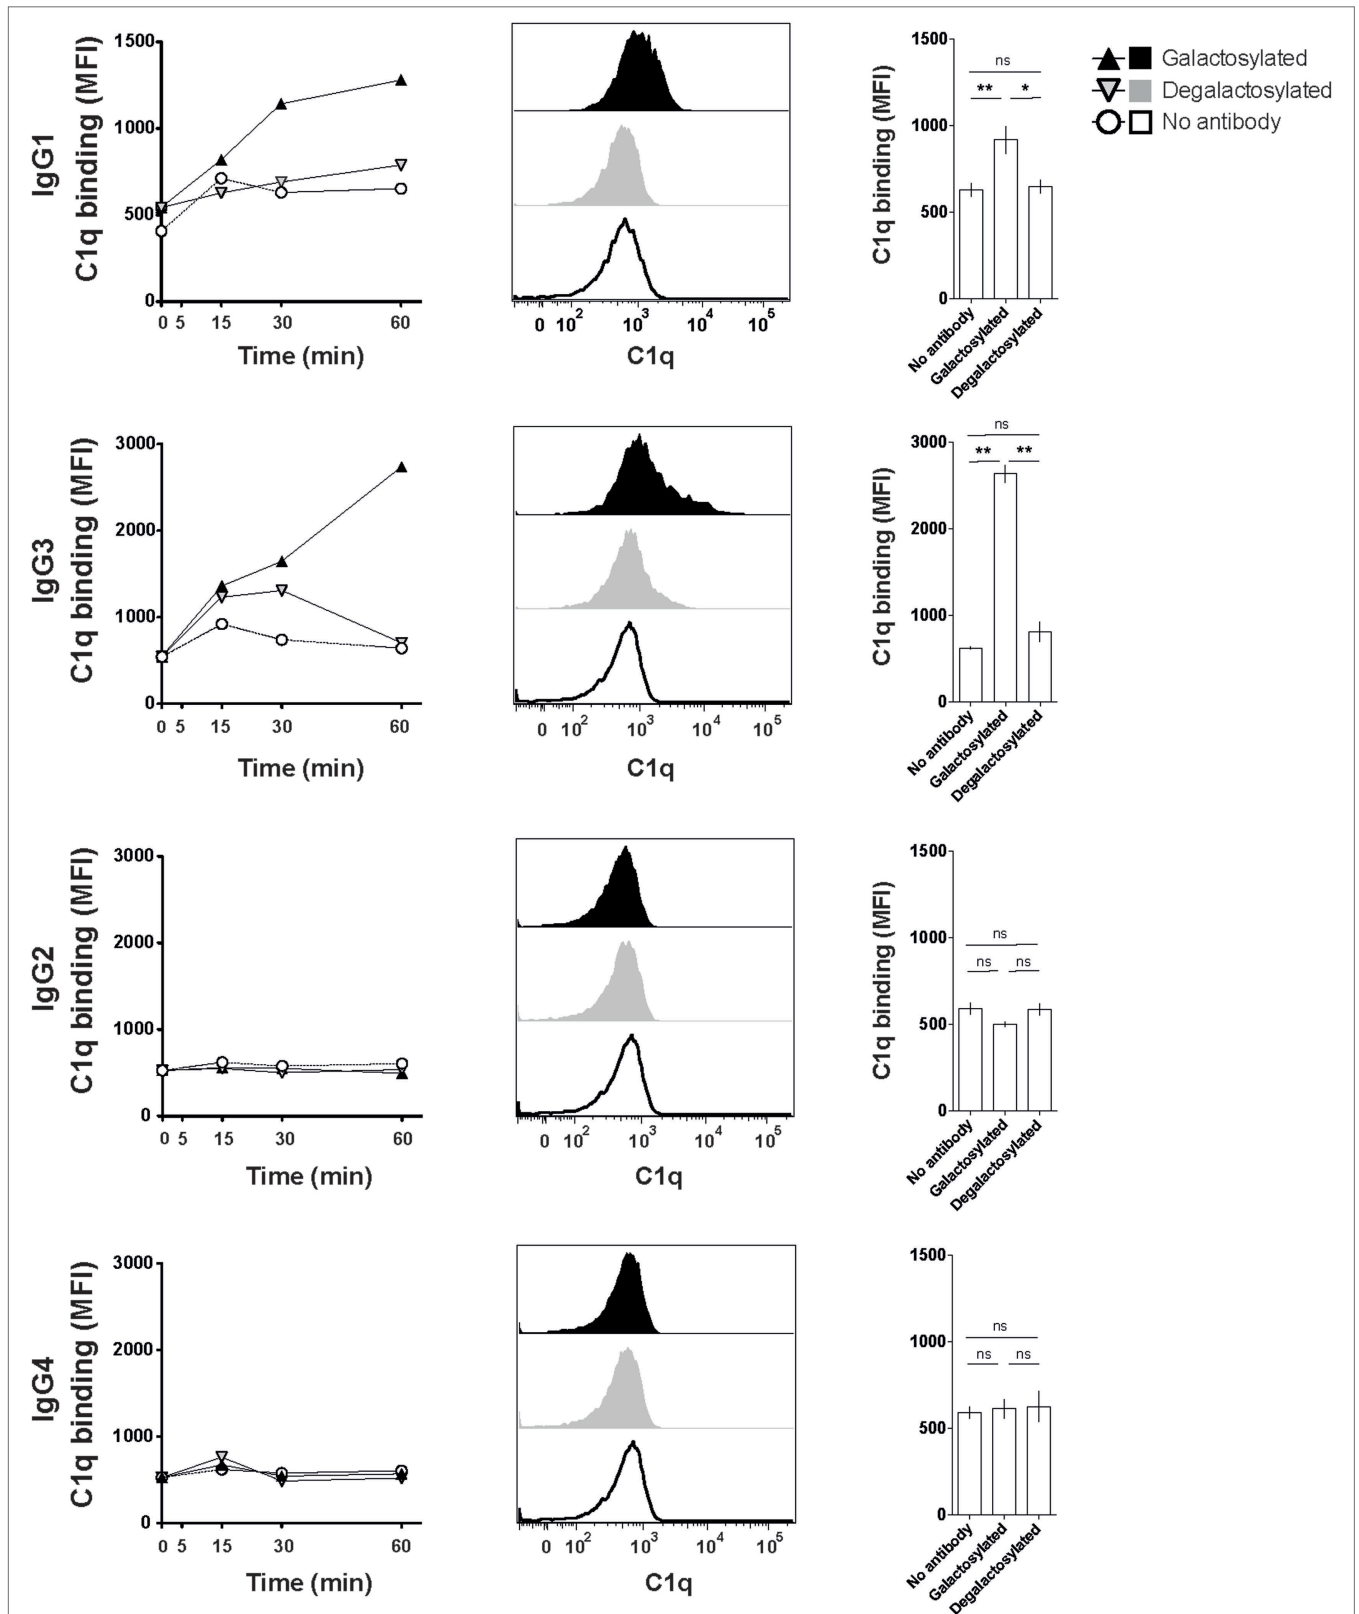 IgG1
C1q binding (MFI)
1500
1000
500
0
0 5 15 30 60
Time (min)
0 10² 10³ 10⁴ 10⁵
C1q
C1q binding (MFI)
1500
1000
500
0
ns
** *
No antibody
Galactosylated
Degalactosylated
Galactosylated
Degalactosylated
No antibody
IgG3
C1q binding (MFI)
3000
2000
1000
0
0 5 15 30 60
Time (min)
0 10² 10³ 10⁴ 10⁵
C1q
C1q binding (MFI)
3000
2000
1000
0
ns
** **
No antibody
Galactosylated
Degalactosylated
IgG2
C1q binding (MFI)
3000
2000
1000
0
0 5 15 30 60
Time (min)
0 10² 10³ 10⁴ 10⁵
C1q
C1q binding (MFI)
1500
1000
500
0
ns
ns ns
No antibody
Galactosylated
Degalactosylated
IgG4
C1q binding (MFI)
3000
2000
1000
0
0 5 15 30 60
Time (min)
0 10² 10³ 10⁴ 10⁵
C1q
C1q binding (MFI)
1500
1000
500
0
ns
ns ns
No antibody
Galactosylated
Degalactosylated